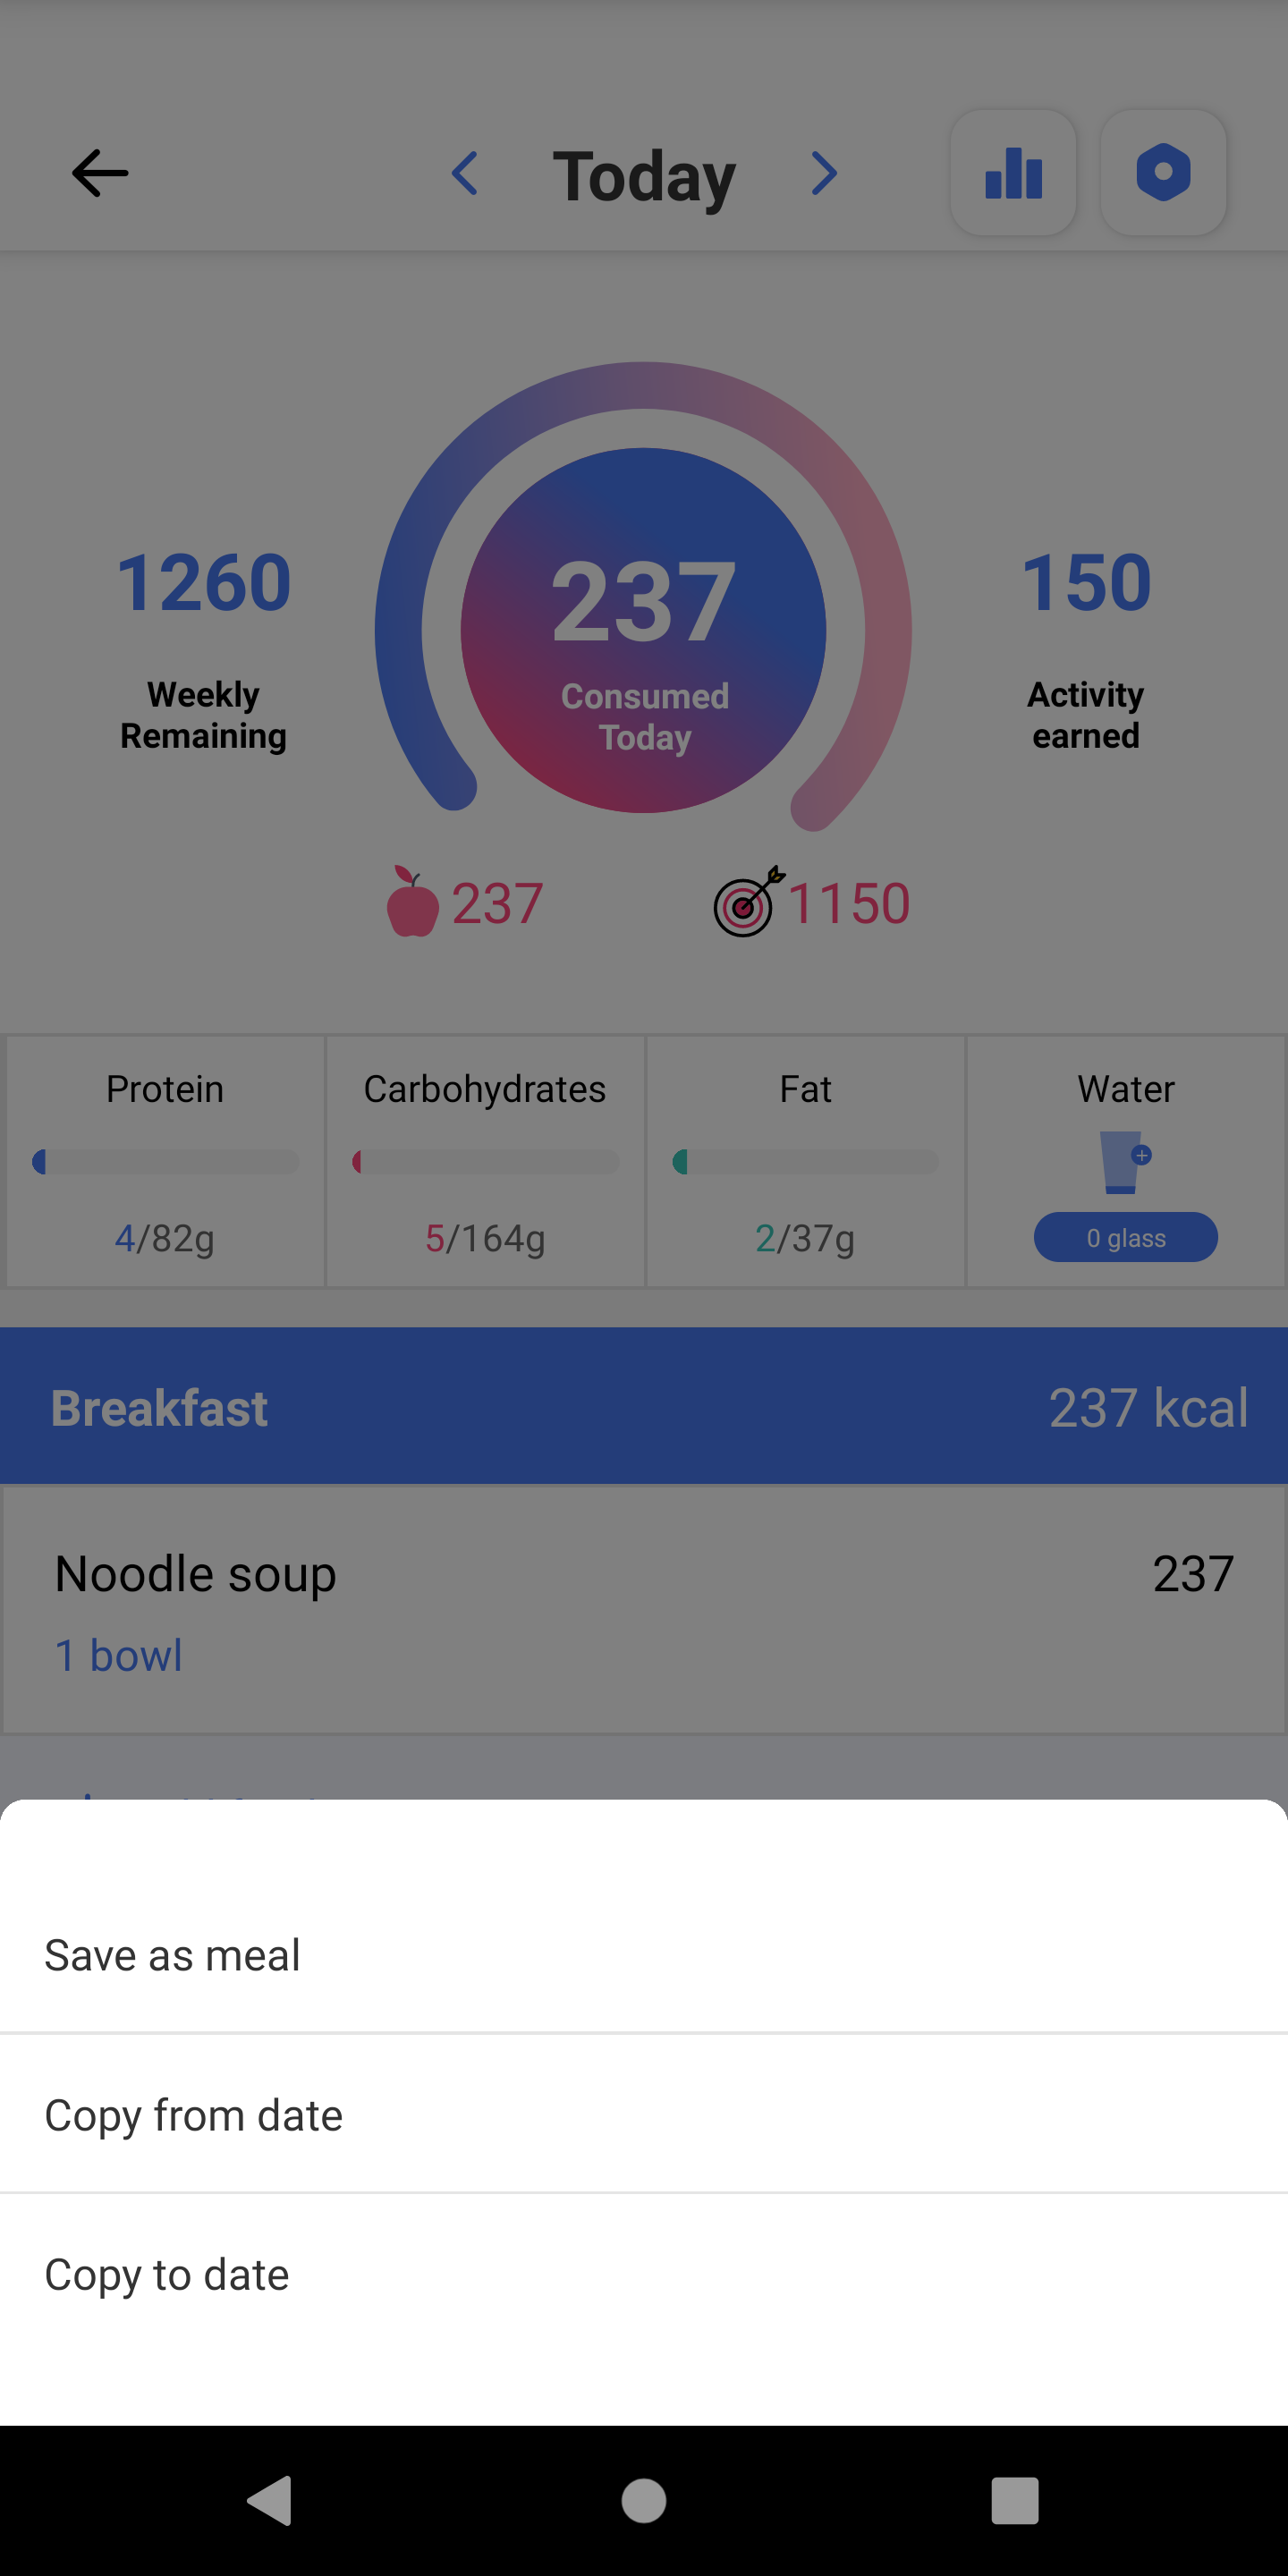 Today
1260
Weekly
Remaining
237
Consumed
Today
150
Activity
earned
237
1150
Protein
4/82g
Carbohydrates
5/164g
Fat
2/37g
Water
0 glass
Breakfast
237 kcal
Noodle soup
237
1 bowl
Save as meal
Copy from date
Copy to date